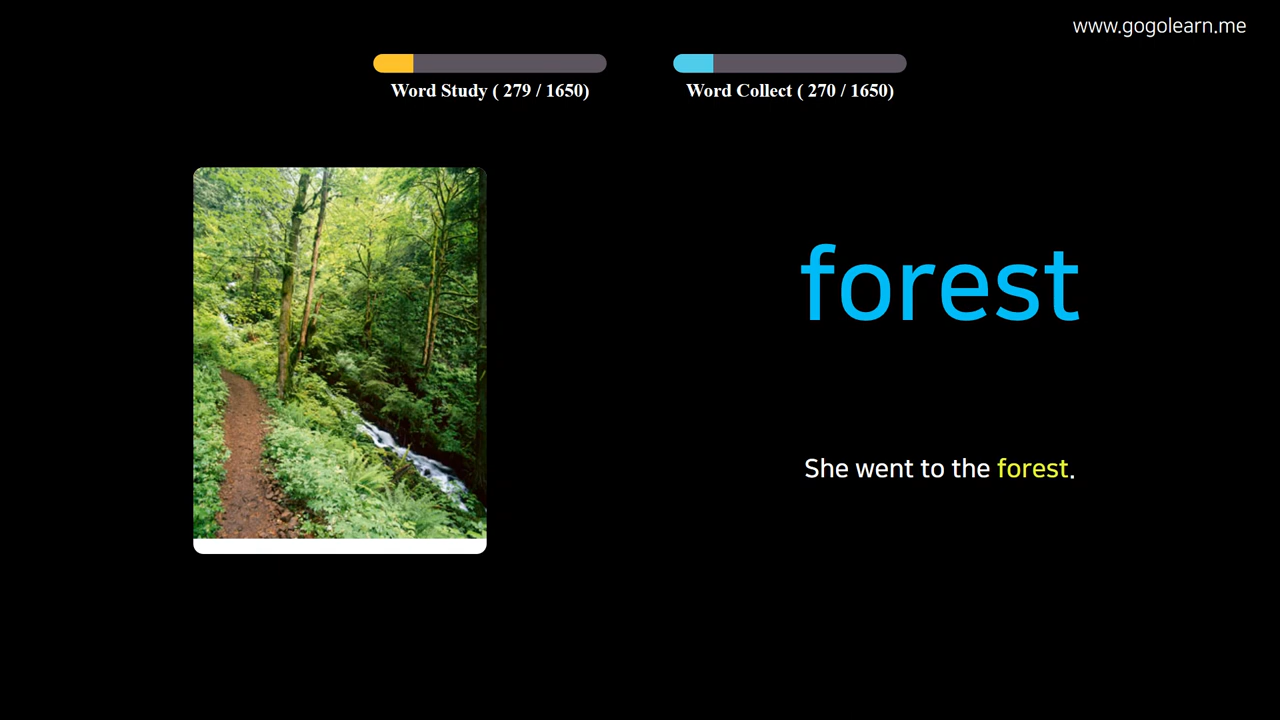 www.gogolearn.me
Word Study ( 279 / 1650)
Word Collect ( 270 / 1650)
forest
She went to the forest.